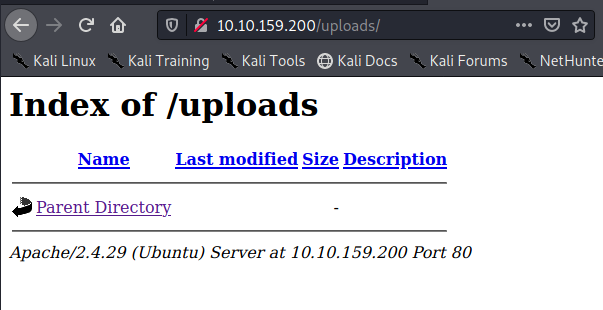 10.10.159.200/uploads/
Kali Linux Kali Training Kali Tools Kali Docs Kali Forums NetHunte
Index of /uploads
Name Last modified Size Description
Parent Directory -
Apache/2.4.29 (Ubuntu) Server at 10.10.159.200 Port 80